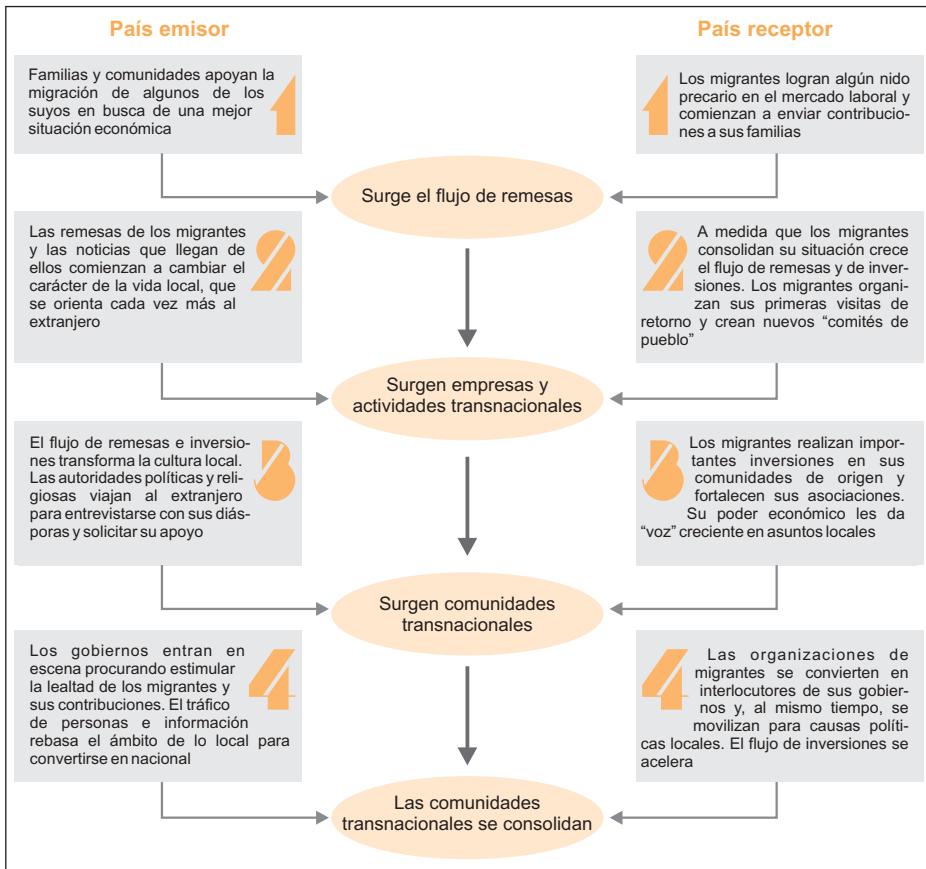 País emisor
País receptor
Familias y comunidades apoyan la
migración de algunos de los
suyos en busca de una mejor
situación económica
1
1
Los migrantes logran algún nido
precario en el mercado laboral y
comienzan a enviar contribucio-
nes a sus familias
Surge el flujo de remesas
Las remesas de los migrantes
y las noticias que llegan de
ellos comienzan a cambiar el
carácter de la vida local, que
se orienta cada vez más al
extranjero
2
2
A medida que los migrantes
consolidan su situación crece
el flujo de remesas y de inver-
siones. Los migrantes organi-
zan sus primeras visitas de
retorno y crean nuevos “comités de
pueblo”
Surgen empresas y
actividades transnacionales
El flujo de remesas e inversio-
nes transforma la cultura local.
Las autoridades políticas y reli-
giosas viajan al extranjero
para entrevistarse con sus diás-
poras y solicitar su apoyo
3
3
Los migrantes realizan impor-
tantes inversiones en sus
comunidades de origen y
fortalecen sus asociaciones.
Su poder económico les da
“voz” creciente en asuntos locales
Surgen comunidades
transnacionales
Los gobiernos entran en
escena procurando estimular
la lealtad de los migrantes y
sus contribuciones. El tráfico
de personas e información
rebasa el ámbito de lo local para
convertirse en nacional
4
4
Las organizaciones de
migrantes se convierten en
interlocutores de sus gobier-
nos y, al mismo tiempo, se
movilizan para causas políti-
cas locales. El flujo de inversiones se
acelera
Las comunidades
transnacionales se consolidan